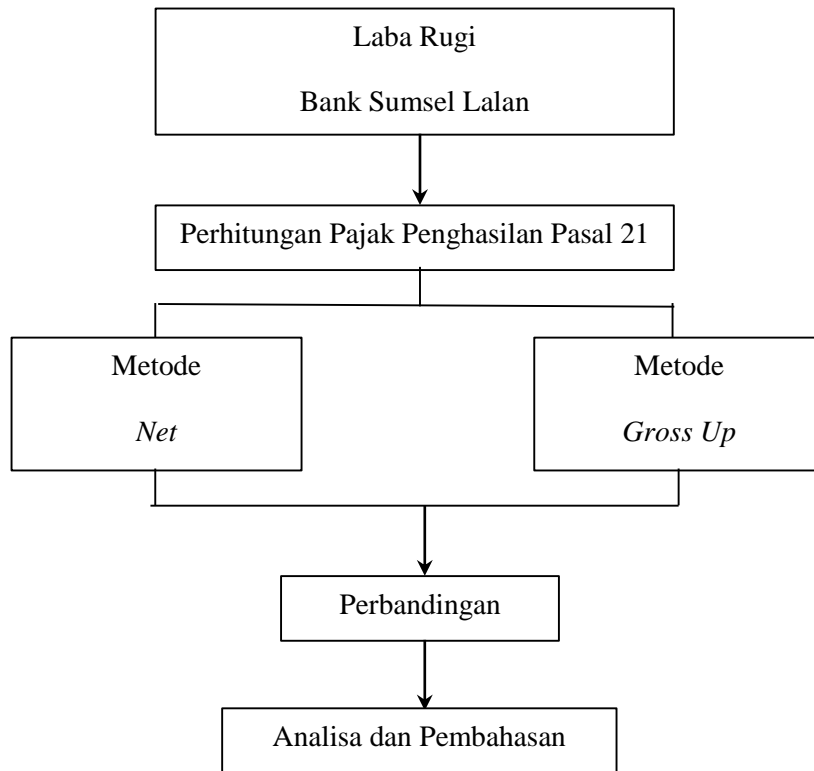 Laba Rugi
Bank Sumsel Lalan
Perhitungan Pajak Penghasilan Pasal 21
Metode
Net
Metode
Gross Up
Perbandingan
Analisa dan Pembahasan